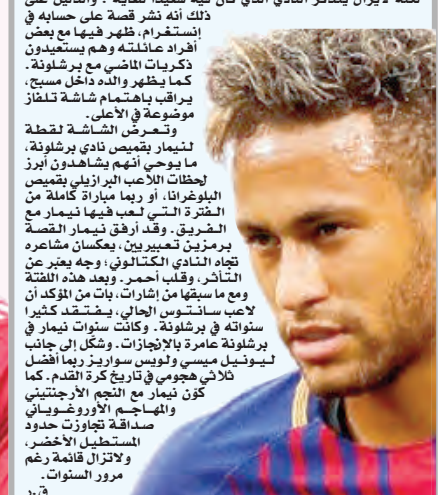 لايزال يتذكر النادي الذي كان فيه سعيدا للغاية. والدليل على
ذلك أنه نشر قصة على حسابه في
إنستغرام، ظهر فيها مع بعض
أفراد عائلته وهم يستعيدون
ذكريات الماضي مع برشلونة.
كما يظهر والده داخل مسبح،
يراقب باهتمام شاشة تلفاز
موضوعة في الأعلى.
وتعرض الشاشة لقطة
لنيمار بقميص نادي برشلونة،
ما يوحي أنهم يشاهدون أبرز
لحظات اللاعب البرازيلي بقميص
البلوغرانا، أو ربما مباراة كاملة من
الفترة التي لعب فيها نيمار مع
الفريق. وقد أرفق نيمار القصة
برمزين تعبيريين، يعكسان مشاعره
تجاه النادي الكتالوني؛ وجه يعبر عن
التأثر، وقلب أحمر. وبعد هذه اللفتة
ومع ما سبقها من إشارات، بات من المؤكد أن
لاعب سانتوس الحالي، يفتقد كثيرا
سنواته في برشلونة. وكانت سنوات نيمار في
برشلونة عامرة بالإنجازات. وشكّل إلى جانب
ليونيل ميسي ولويس سواريز ربما أفضل
ثلاثي هجومي في تاريخ كرة القدم. كما
كوّن نيمار مع النجم الأرجنتيني
والمهاجم الأوروغوياني
صداقة تجاوزت حدود
المستطيل الأخضر،
ولاتزال قائمة رغم
مرور السنوات.